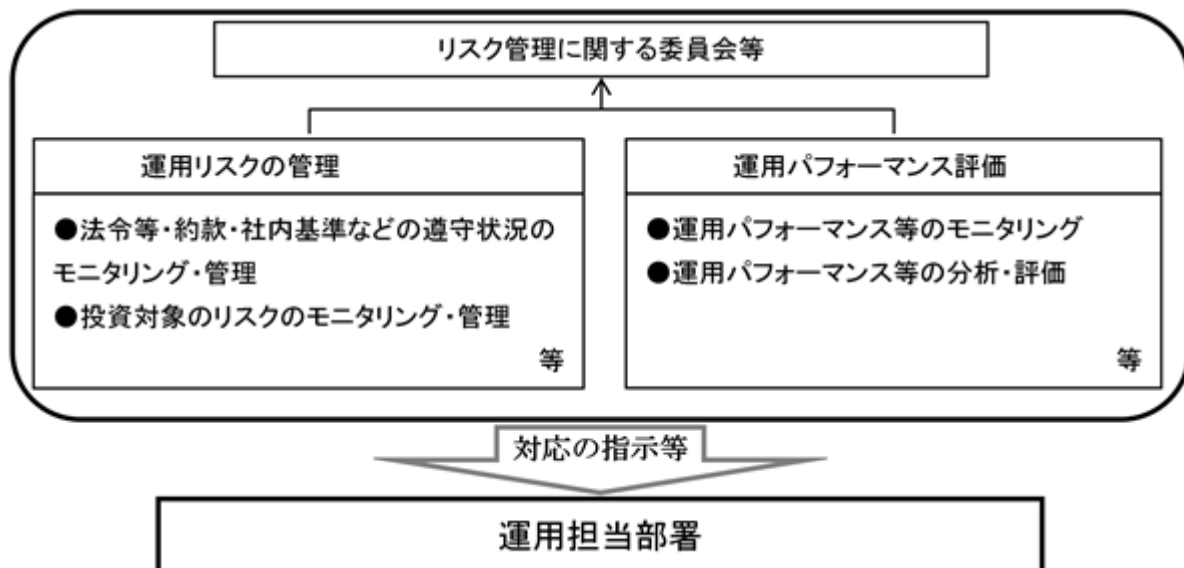 リスク管理に関する委員会等
運用リスクの管理
●法令等・約款・社内基準などの遵守状況の
モニタリング・管理
●投資対象のリスクのモニタリング・管理
等
運用パフォーマンス評価
●運用パフォーマンス等のモニタリング
●運用パフォーマンス等の分析・評価
等
対応の指示等
運用担当部署